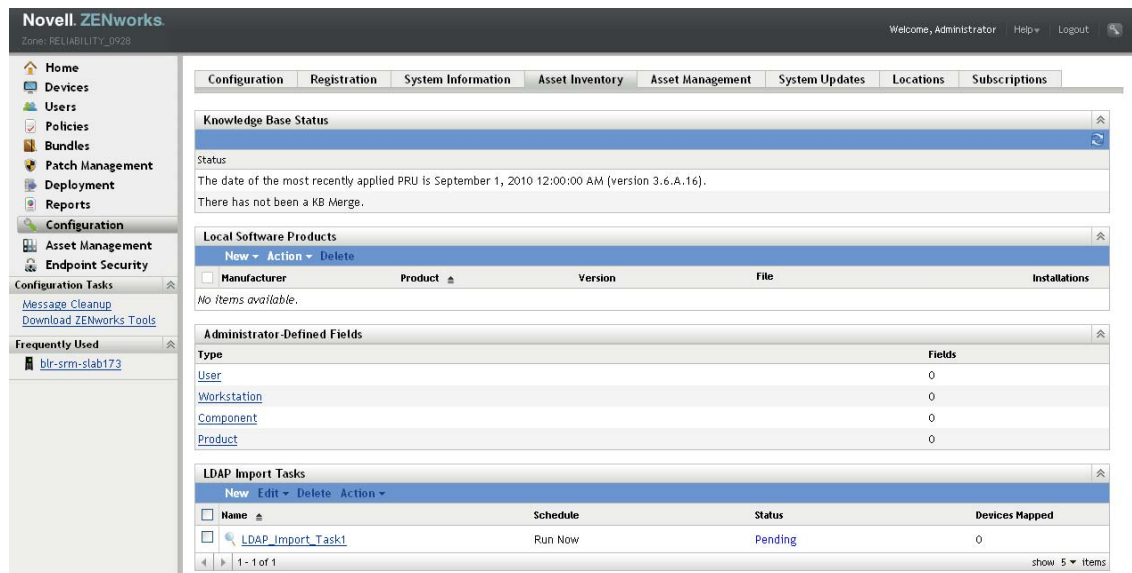 Novell ZENworks.
Zone: RELIABILITY_0928
Welcome, Administrator Help Logout
Home
Devices
Users
Policies
Bundles
Patch Management
Deployment
Reports
Configuration
Asset Management
Endpoint Security
Configuration Tasks
Message Cleanup
Download ZENworks Tools
Frequently Used
blr-srm-slab173
Configuration Registration System Information Asset Inventory Asset Management System Updates Locations Subscriptions
Knowledge Base Status
Status
The date of the most recently applied PRU is September 1, 2010 12:00:00 AM (version 3.6.A.16).
There has not been a KB Merge.
Local Software Products
New Action Delete
Manufacturer Product Version File Installations
No items available.
Administrator-Defined Fields
Type Fields
User 0
Workstation 0
Component 0
Product 0
LDAP Import Tasks
New Edit Delete Action
Name Schedule Status Devices Mapped
LDAP_Import_Task1 Run Now Pending 0
1 - 1 of 1 show 5 items